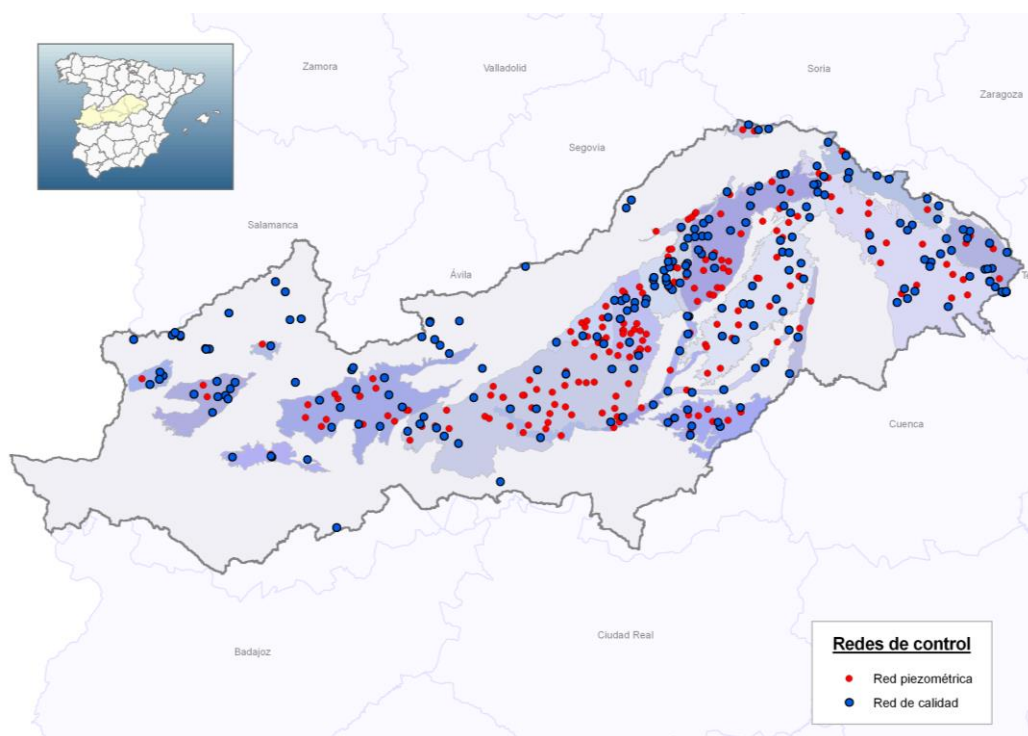 Zamora
Valladolid
Soria
Zaragoza
Segovia
Salamanca
Ávila
Te
Cuenca
Ciudad Real
Badajoz
Redes de control
Red piezométrica
Red de calidad